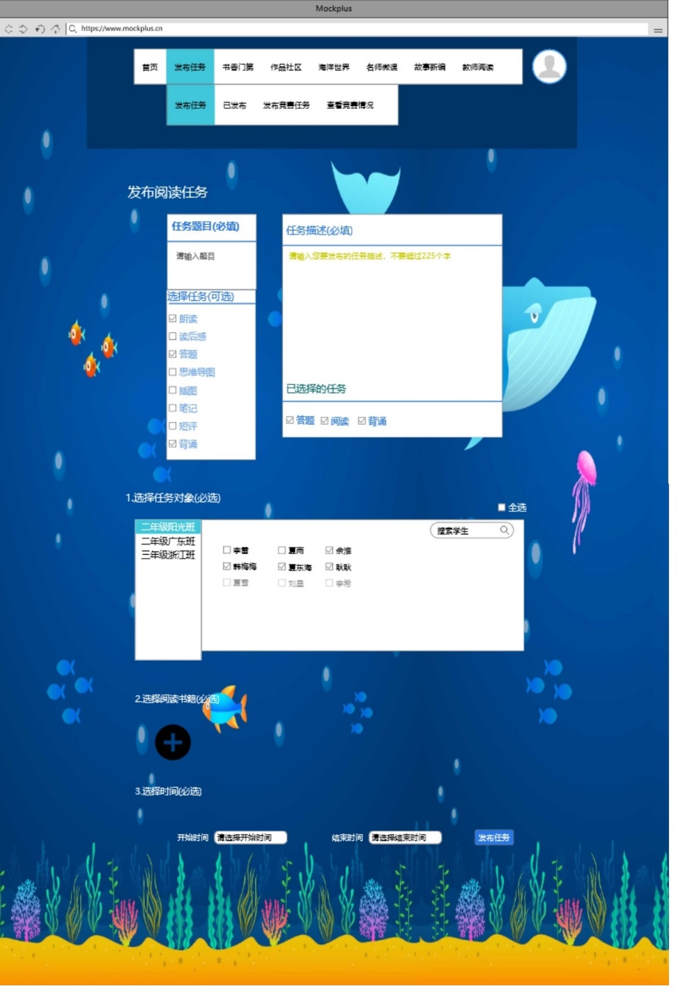 Mockplus
https://www.mockplus.cn
首页 发布任务 书香门第 作品社区 海洋世界 名师微课 故事新编 教师阅读
发布任务 已发布 发布竞赛任务 查看竞赛情况
发布阅读任务
任务题目(必填)
请输入题目
选择任务(可选)
朗读
读后感
答题
思维导图
插图
笔记
短评
背诵
任务描述(必填)
请输入您要发布的任务描述，不要超过225个字
已选择的任务
答题 阅读 背诵
1.选择任务对象(必选)
全选
二年级阳光班
二年级广东班
三年级浙江班
搜索学生
李雷 夏雨 余淮
韩梅梅 夏东海 耿耿
夏雪 刘星 李希
2.选择阅读书籍(必选)
3.选择时间(必选)
开始时间 请选择开始时间 结束时间 请选择结束时间 发布任务